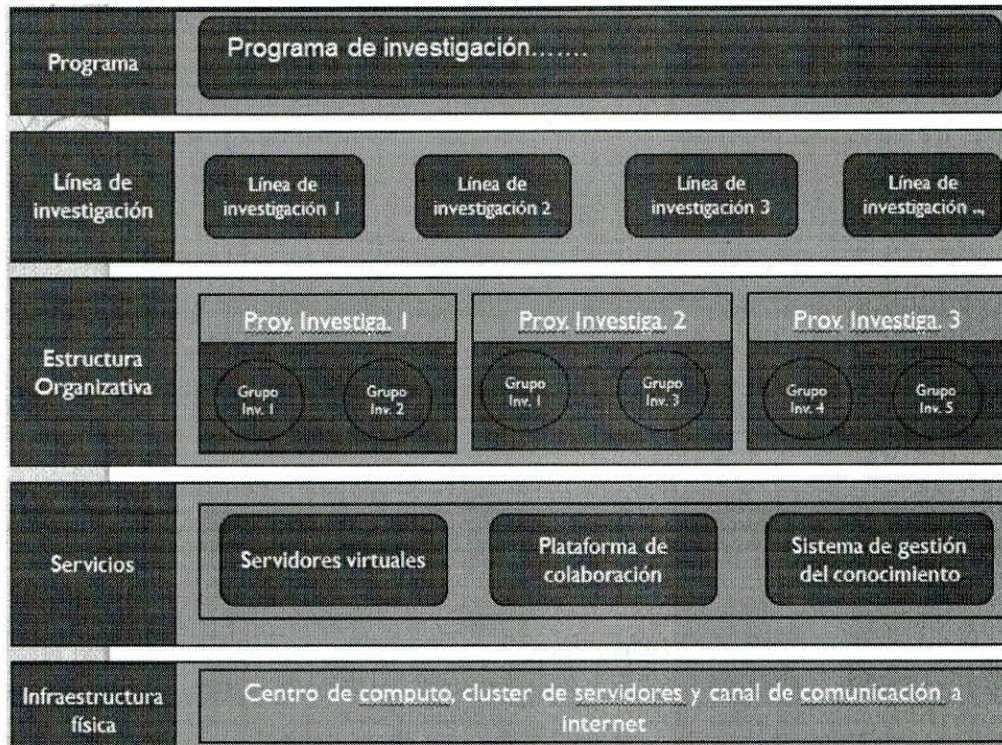 Programa
Programa de investigación.......
Línea de
investigación
Línea de
investigación 1
Línea de
investigación 2
Línea de
investigación 3
Línea de
investigación ..,
Estructura
Organizativa
Proy. Investiga. 1
Grupo
Inv. 1
Grupo
Inv. 2
Proy. Investiga. 2
Grupo
Inv. 1
Grupo
Inv. 3
Proy. Investiga. 3
Grupo
Inv. 4
Grupo
Inv. 5
Servicios
Servidores virtuales
Plataforma de
colaboración
Sistema de gestión
del conocimiento
Infraestructura
física
Centro de computo, cluster de servidores y canal de comunicación a
internet